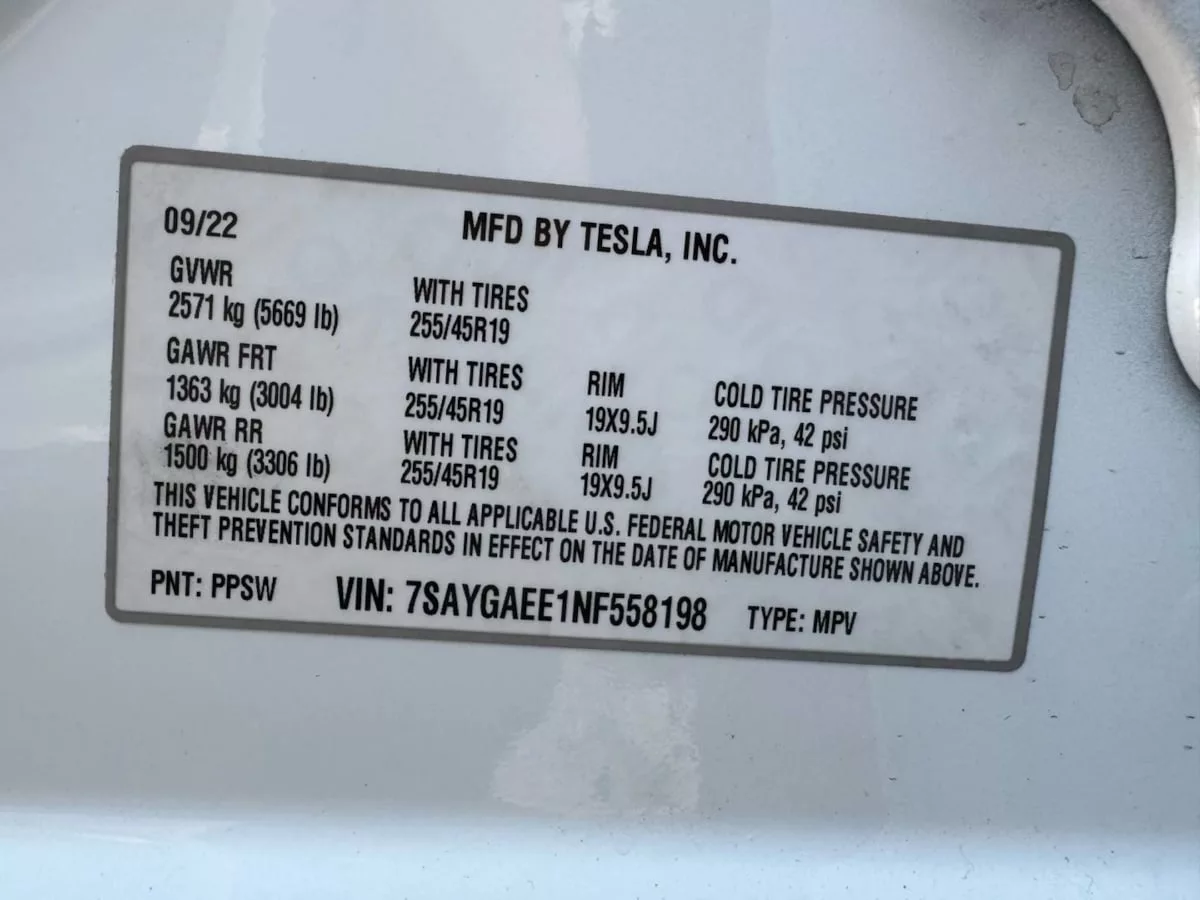 09/22 MFD BY TESLA, INC.
GVWR WITH TIRES
2571 kg (5669 lb) 255/45R19
GAWR FRT WITH TIRES RIM COLD TIRE PRESSURE
1363 kg (3004 lb) 255/45R19 19X9.5J 290 kPa, 42 psi
GAWR RR WITH TIRES RIM COLD TIRE PRESSURE
1500 kg (3306 lb) 255/45R19 19X9.5J 290 kPa, 42 psi
THIS VEHICLE CONFORMS TO ALL APPLICABLE U.S. FEDERAL MOTOR VEHICLE SAFETY AND
THEFT PREVENTION STANDARDS IN EFFECT ON THE DATE OF MANUFACTURE SHOWN ABOVE.
PNT: PPSW VIN: 7SAYGAEE1NF558198 TYPE: MPV